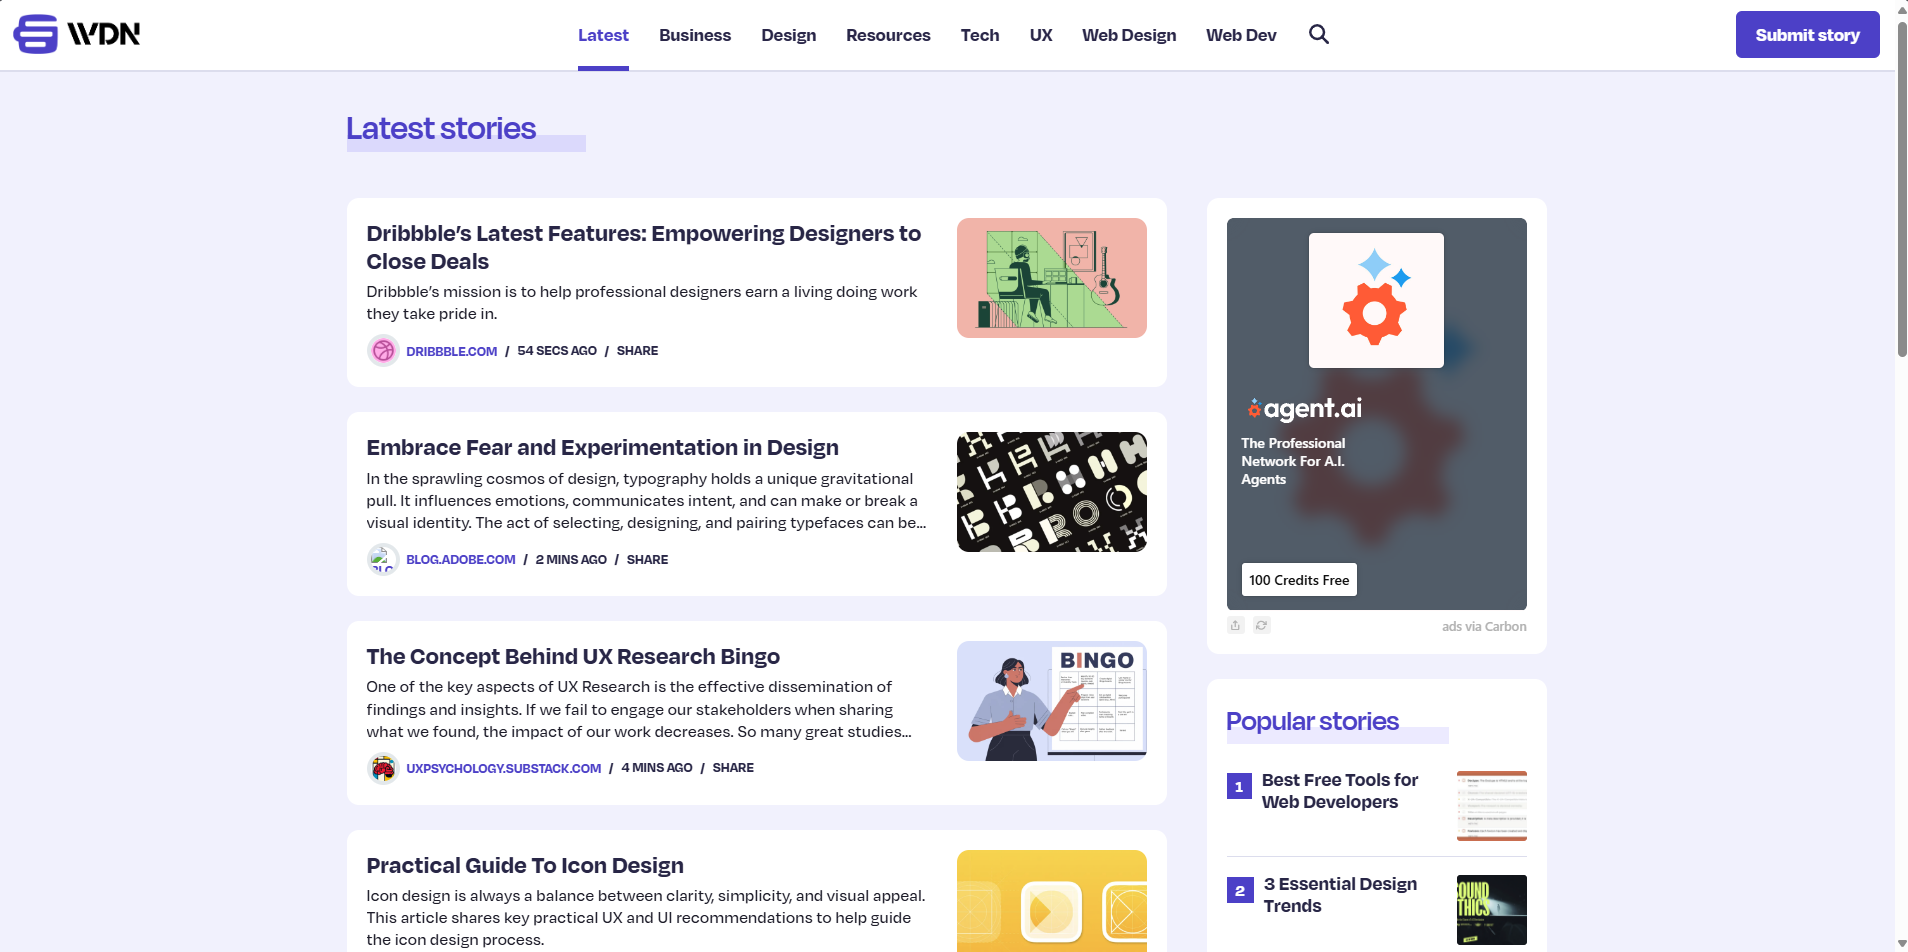 WDN
Latest
Business
Design
Resources
Tech
UX
Web Design
Web Dev
Submit story
Latest stories
Dribbble’s Latest Features: Empowering Designers to
Close Deals
Dribbble’s mission is to help professional designers earn a living doing work
they take pride in.
DRIBBBLE.COM / 54 SECS AGO / SHARE
Embrace Fear and Experimentation in Design
In the sprawling cosmos of design, typography holds a unique gravitational
pull. It influences emotions, communicates intent, and can make or break a
visual identity. The act of selecting, designing, and pairing typefaces can be...
BLOG.ADOBE.COM / 2 MINS AGO / SHARE
The Concept Behind UX Research Bingo
One of the key aspects of UX Research is the effective dissemination of
findings and insights. If we fail to engage our stakeholders when sharing
what we found, the impact of our work decreases. So many great studies...
UXPSYCHOLOGY.SUBSTACK.COM / 4 MINS AGO / SHARE
BINGO
Practical Guide To Icon Design
Icon design is always a balance between clarity, simplicity, and visual appeal.
This article shares key practical UX and UI recommendations to help guide
the icon design process.
agent.ai
The Professional
Network For A.I.
Agents
100 Credits Free
ads via Carbon
Popular stories
1 Best Free Tools for
Web Developers
2 3 Essential Design
Trends